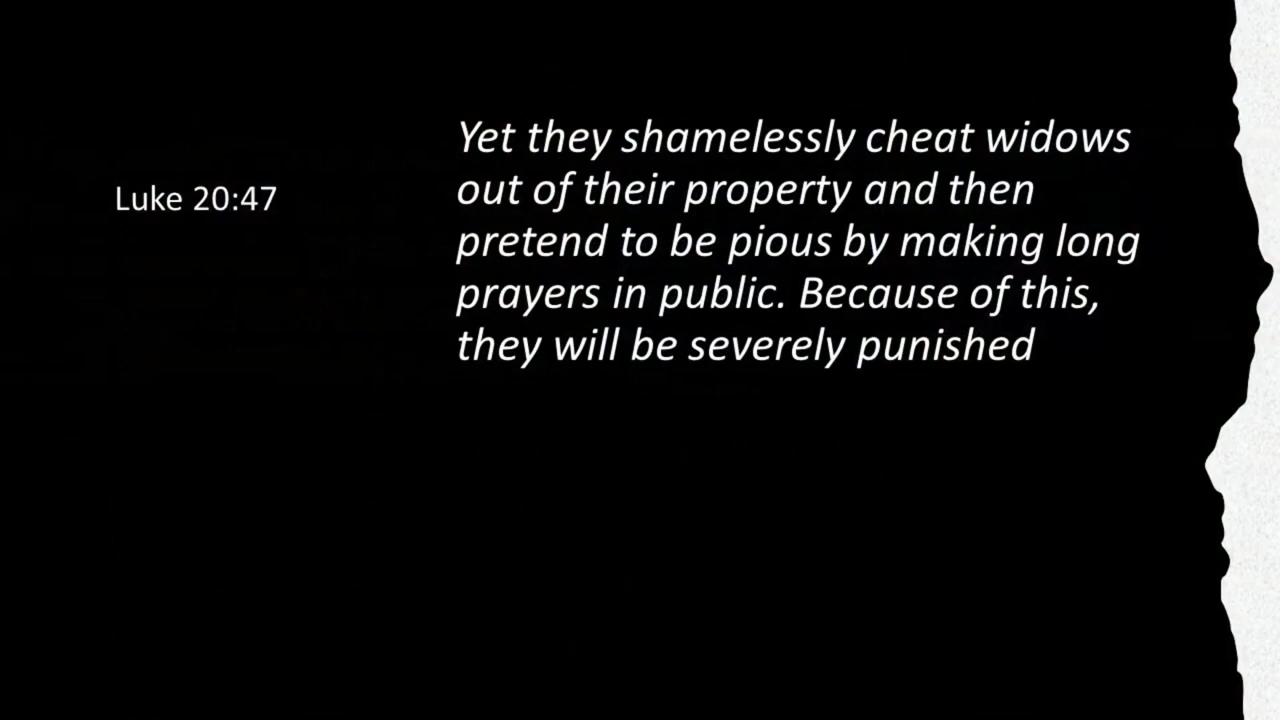 Luke 20:47
Yet they shamelessly cheat widows
out of their property and then
pretend to be pious by making long
prayers in public. Because of this,
they will be severely punished